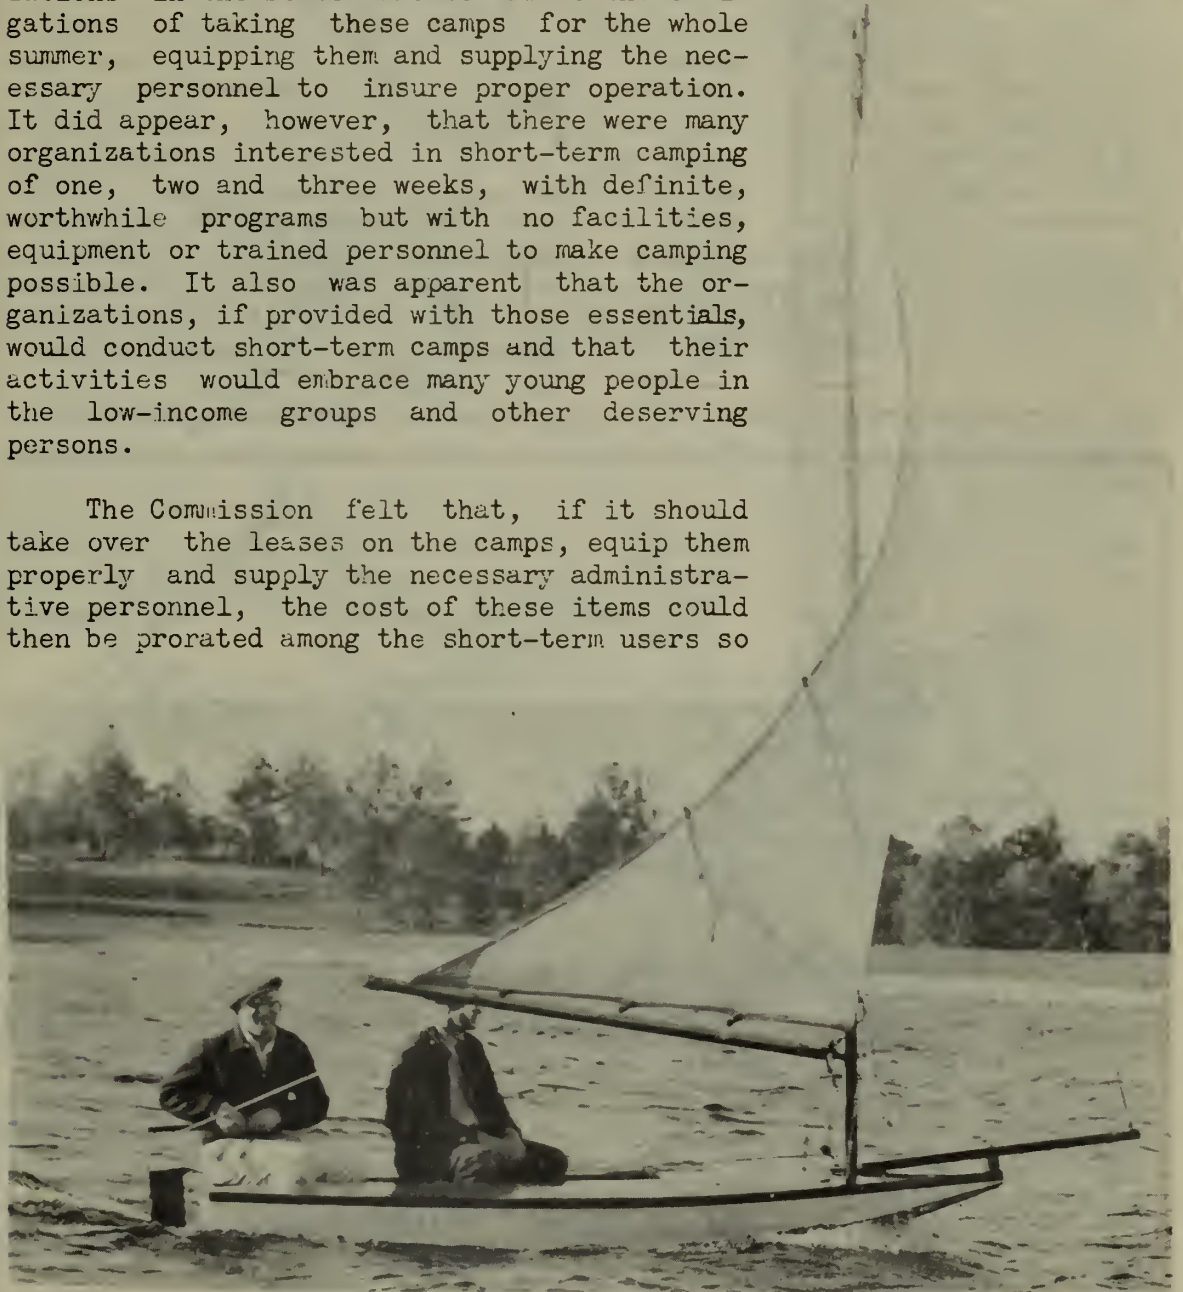 gations of taking these camps for the whole
summer, equipping them and supplying the nec-
essary personnel to insure proper operation.
It did appear, however, that there were many
organizations interested in short-term camping
of one, two and three weeks, with definite,
worthwhile programs but with no facilities,
equipment or trained personnel to make camping
possible. It also was apparent that the or-
ganizations, if provided with those essentials,
would conduct short-term camps and that their
activities would embrace many young people in
the low-income groups and other deserving
persons.
The Commission felt that, if it should
take over the leases on the camps, equip them
properly and supply the necessary administra-
tive personnel, the cost of these items could
then be prorated among the short-term users so